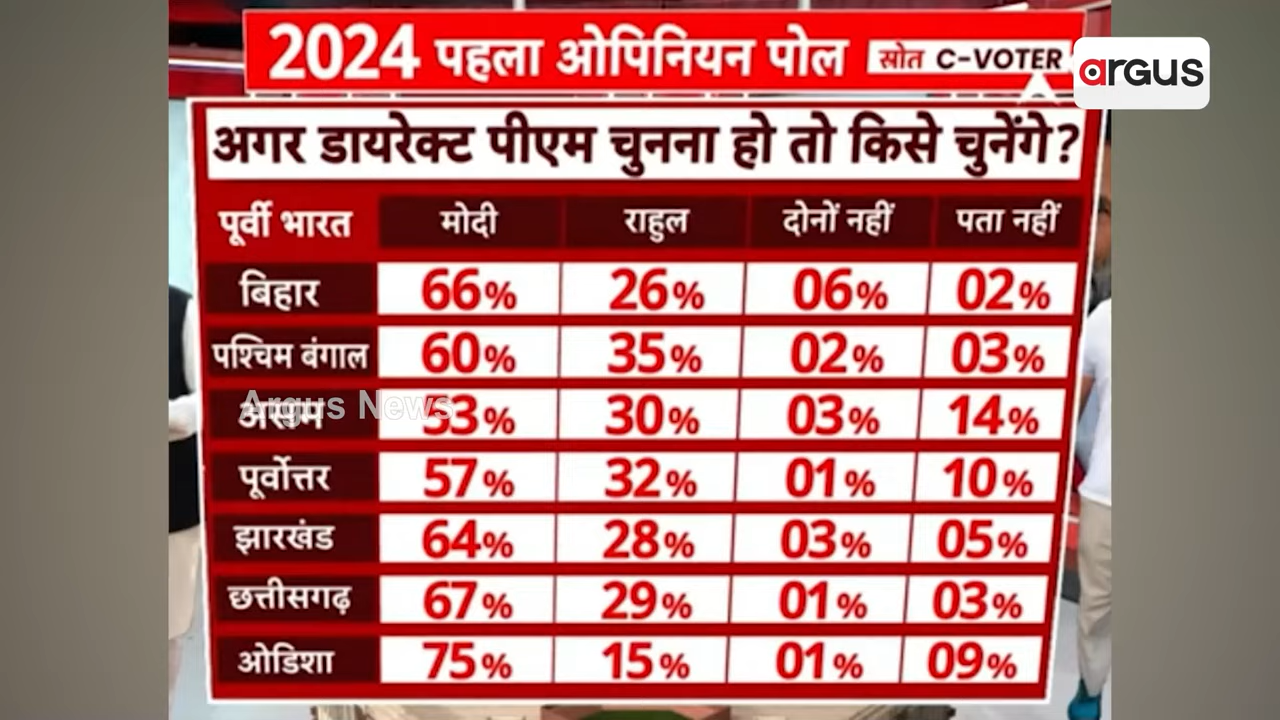 2024 पहला ओपिनियन पोल स्रोत C-VOTER
argus
अगर डायरेक्ट पीएम चुनना हो तो किसे चुनेंगे?
पूर्वी भारत मोदी राहुल दोनों नहीं पता नहीं
बिहार 66% 26% 06% 02%
पश्चिम बंगाल 60% 35% 02% 03%
असम 53% 30% 03% 14%
Argus News
पूर्वोत्तर 57% 32% 01% 10%
झारखंड 64% 28% 03% 05%
छत्तीसगढ़ 67% 29% 01% 03%
ओडिशा 75% 15% 01% 09%